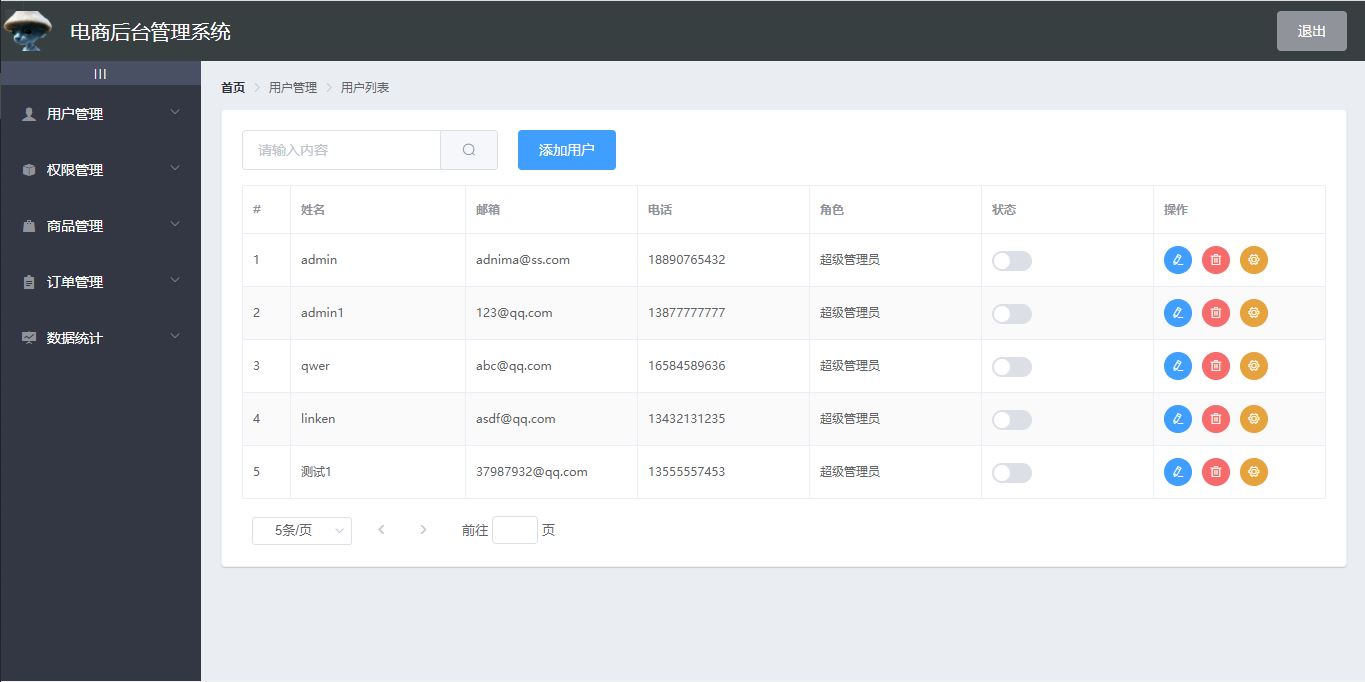 电商后台管理系统
退出
|||
用户管理
权限管理
商品管理
订单管理
数据统计
首页 > 用户管理 > 用户列表
请输入内容
添加用户
# 姓名 邮箱 电话 角色 状态 操作
1 admin adnima@ss.com 18890765432 超级管理员
2 admin1 123@qq.com 13877777777 超级管理员
3 qwer abc@qq.com 16584589636 超级管理员
4 linken asdf@qq.com 13432131235 超级管理员
5 测试1 37987932@qq.com 13555557453 超级管理员
5条/页 < > 前往 页